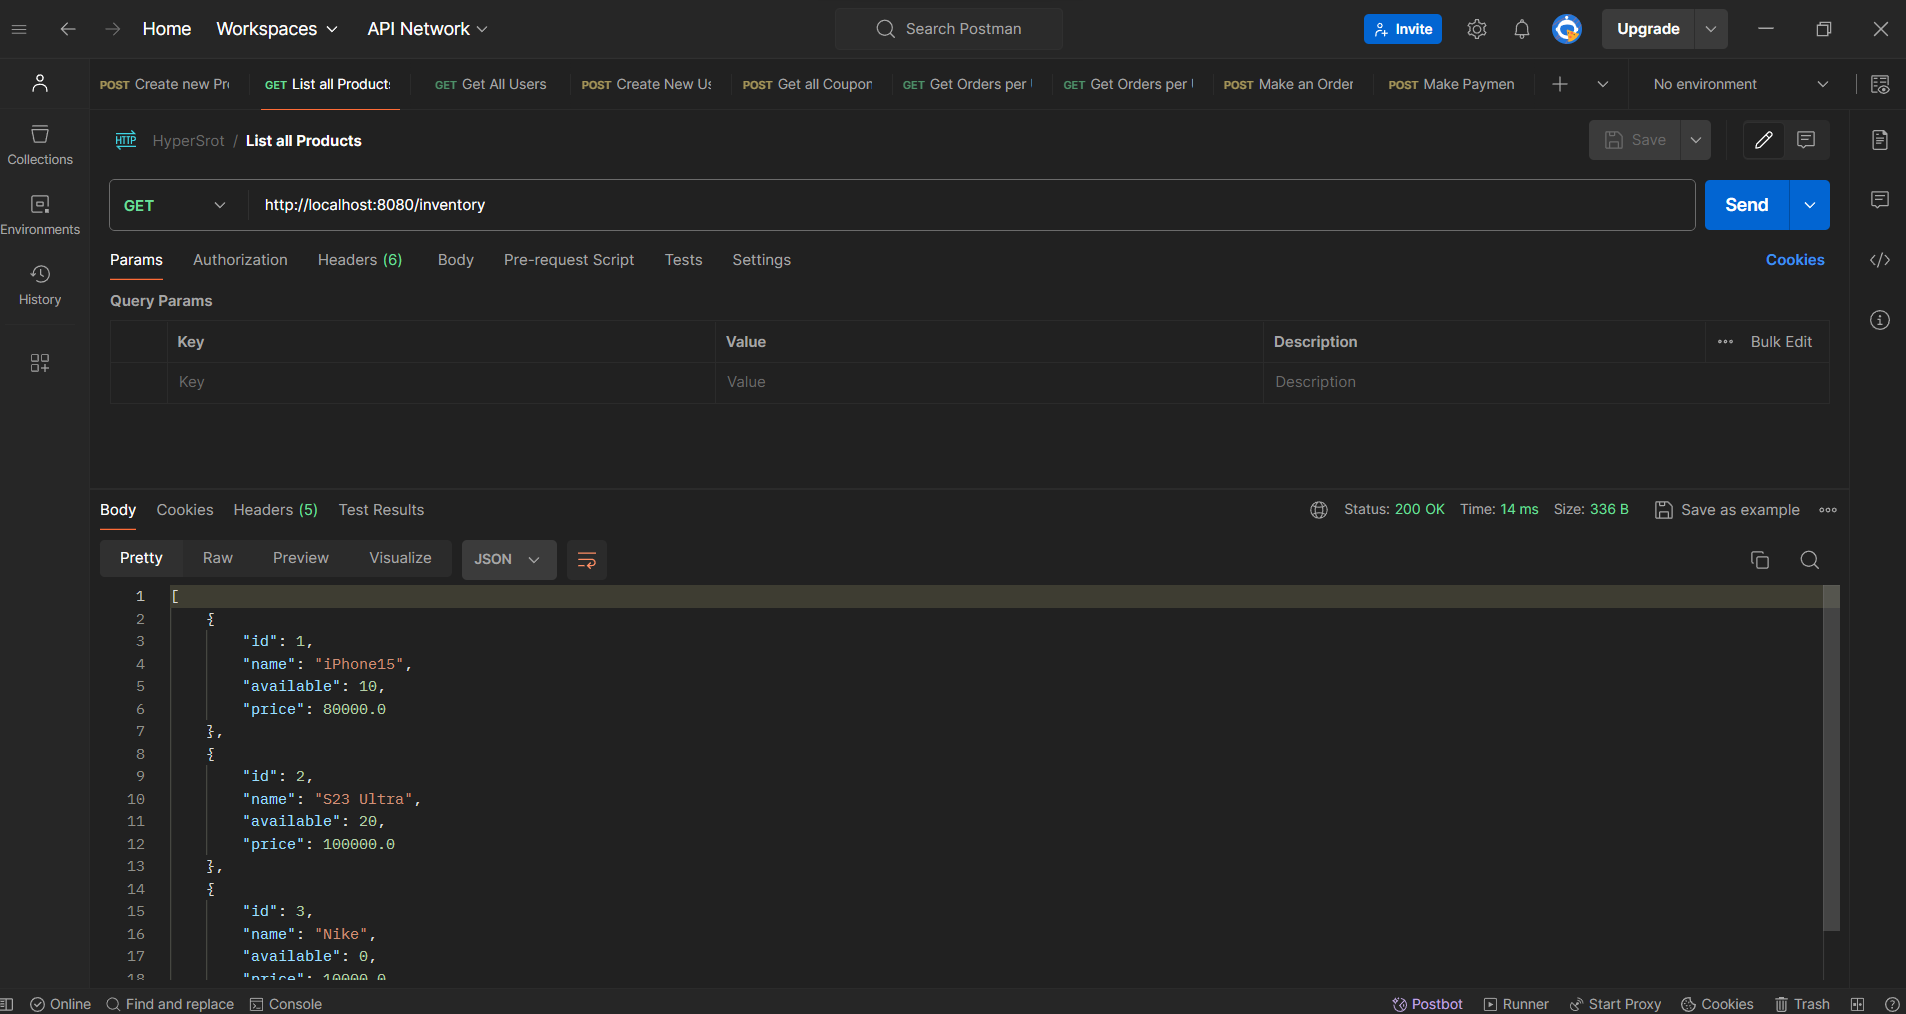 Home Workspaces API Network Search Postman Invite Upgrade
POST Create new Pr GET List all Product GET Get All Users POST Create New Us POST Get all Coupon GET Get Orders per GET Get Orders per POST Make an Order POST Make Paymen No environment
HTTP HyperSrot / List all Products Save
Collections
GET http://localhost:8080/inventory Send
Environments
Params Authorization Headers (6) Body Pre-request Script Tests Settings Cookies
History
Query Params
Key Value Description Bulk Edit
Key Value Description
Body Cookies Headers (5) Test Results Status: 200 OK Time: 14 ms Size: 336 B Save as example
Pretty Raw Preview Visualize JSON
1 [
2 {
3 "id": 1,
4 "name": "iPhone15",
5 "available": 10,
6 "price": 80000.0
7 },
8 {
9 "id": 2,
10 "name": "S23 Ultra",
11 "available": 20,
12 "price": 100000.0
13 },
14 {
15 "id": 3,
16 "name": "Nike",
17 "available": 0,
18 "price": 10000.0
Online Find and replace Console Postbot Runner Start Proxy Cookies Trash